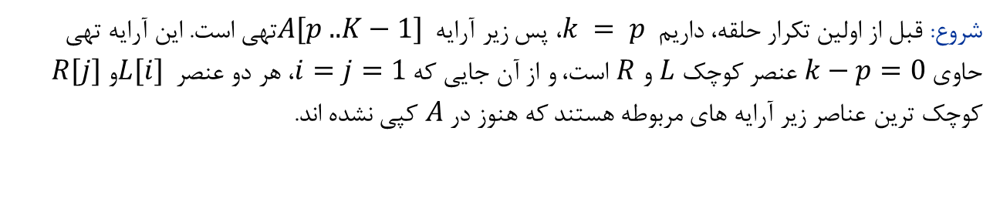 شروع: قبل از اولین تکرار حلقه، داریم k = p، پس زیر آرایه A[p ..K − 1] تهی است. این آرایه تهی
حاوی k − p = 0 عنصر کوچک L و R است، و از آن جایی که i = j = 1، هر دو عنصر L[i] و R[j]
کوچک ترین عناصر زیر آرایه های مربوطه هستند که هنوز در A کپی نشده اند.